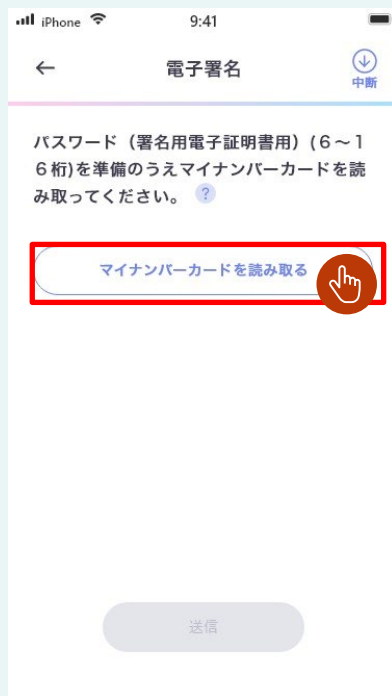 iPhone 9:41
← 電子署名
中断
パスワード（署名用電子証明書用）(６〜１
６桁)を準備のうえマイナンバーカードを読
み取ってください。 ?
マイナンバーカードを読み取る
送信